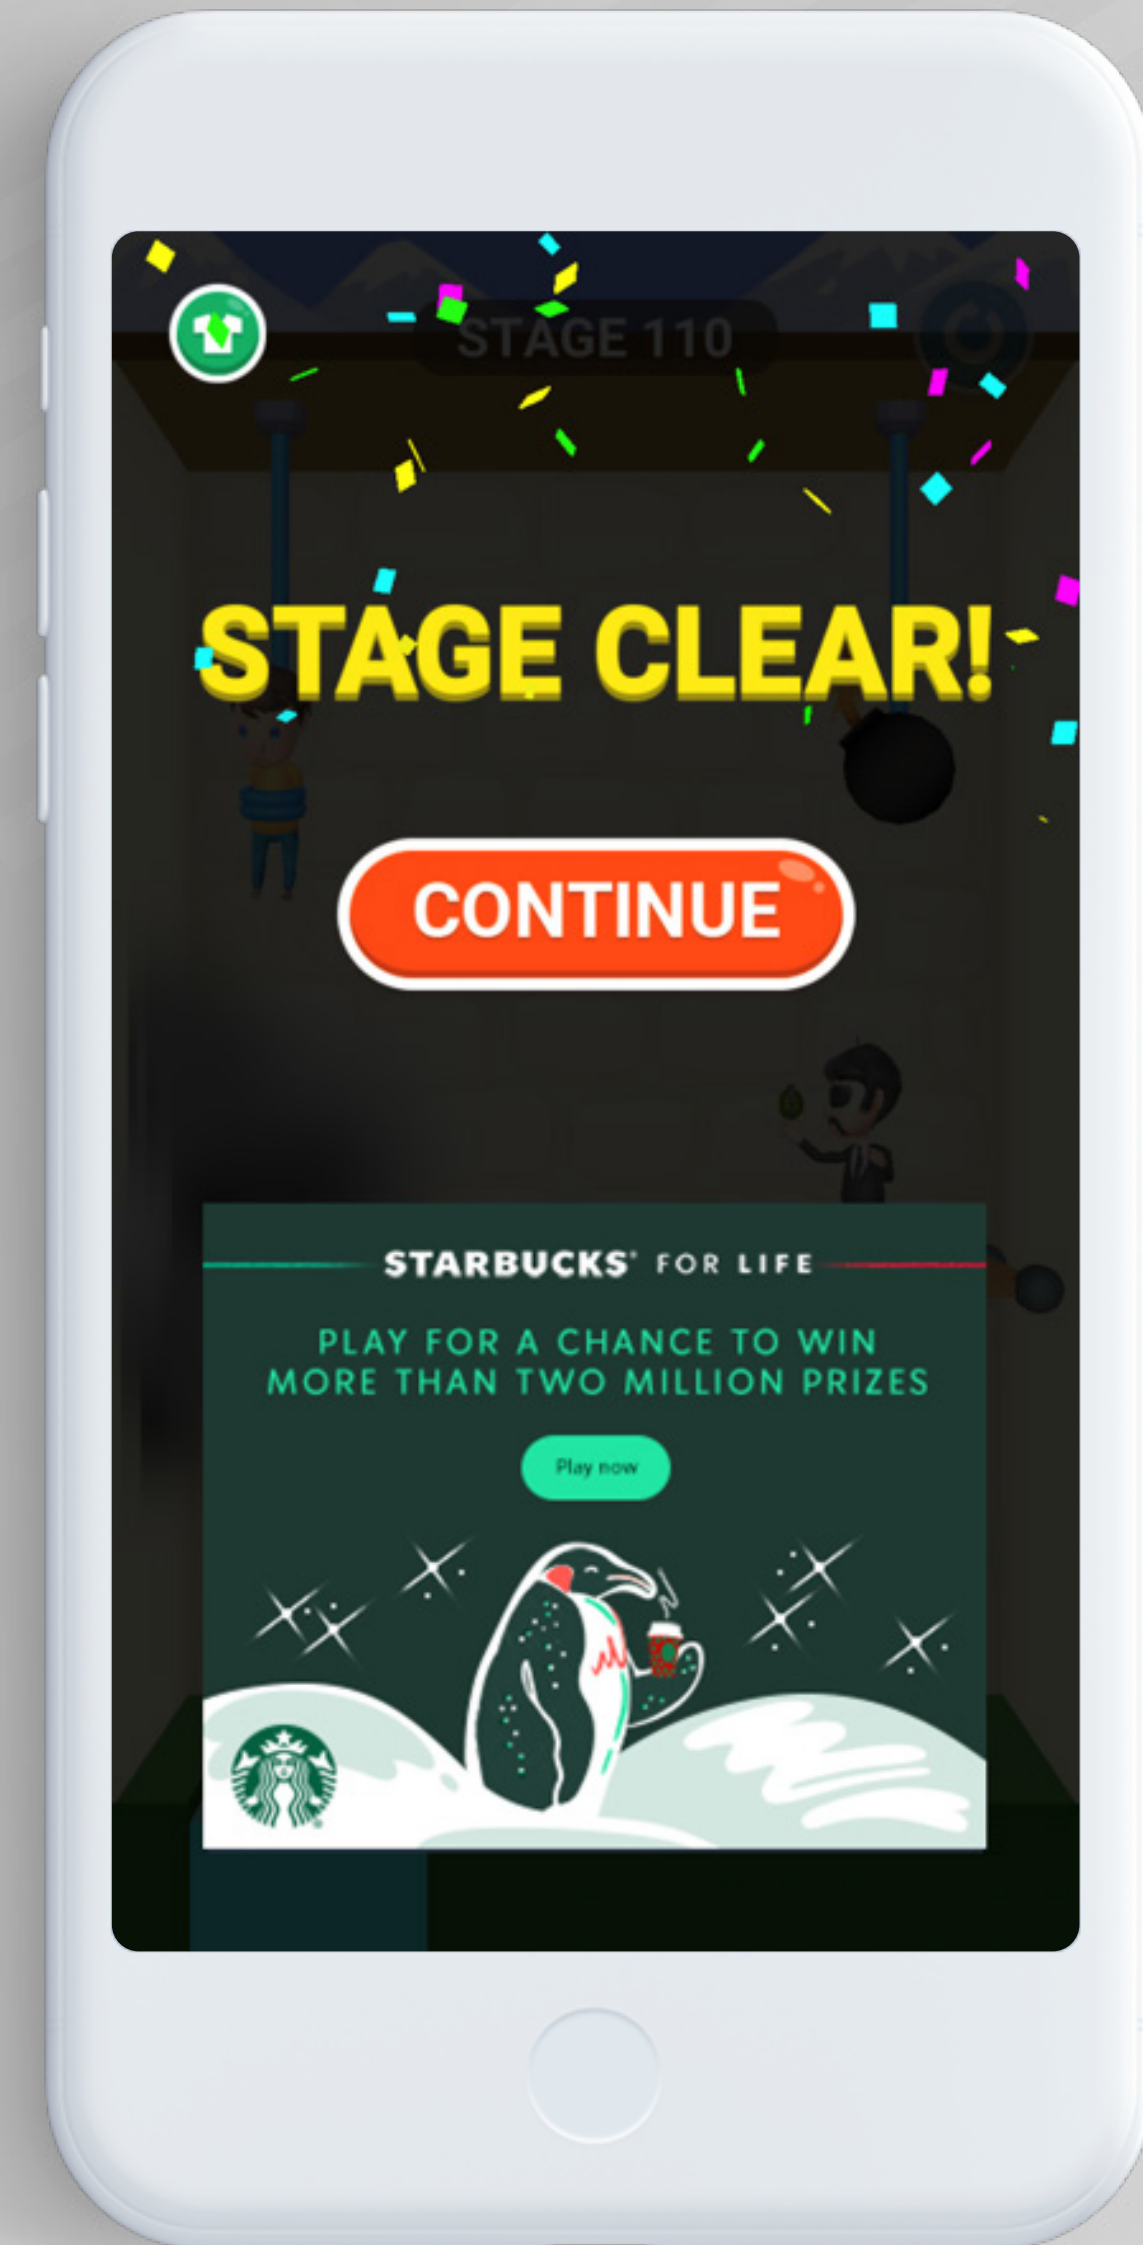 STAGE 110
STAGE CLEAR!
CONTINUE
STARBUCKS® FOR LIFE
PLAY FOR A CHANCE TO WIN
MORE THAN TWO MILLION PRIZES
Play now